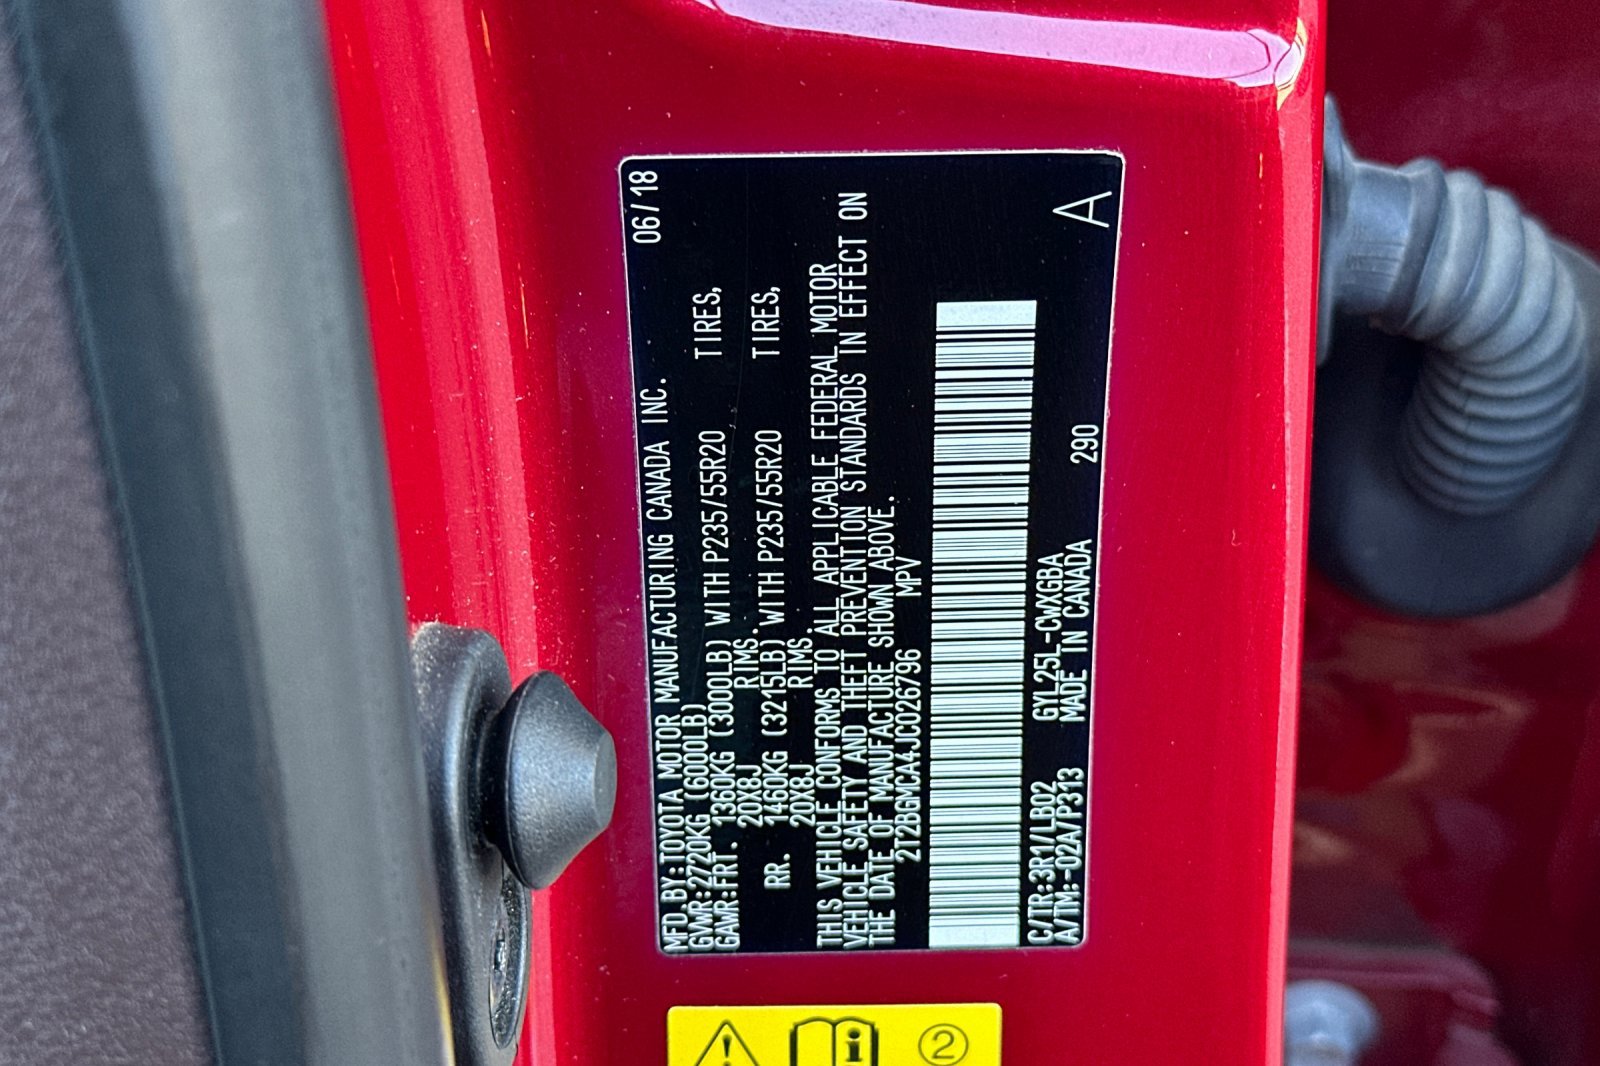 MFD.BY:TOYOTA MOTOR MANUFACTURING CANADA INC. 06/18
GVWR:2720KG (6000LB)
GAWR:FRT. 1360KG (3000LB) WITH P235/55R20 TIRES,
20X8J RIMS.
RR. 1460KG (3215LB) WITH P235/55R20 TIRES,
20X8J RIMS.
THIS VEHICLE CONFORMS TO ALL APPLICABLE FEDERAL MOTOR
VEHICLE SAFETY AND THEFT PREVENTION STANDARDS IN EFFECT ON
THE DATE OF MANUFACTURE SHOWN ABOVE.
2T2BGMCA4JC026796 MPV
C/TR:3R1/LB02 GYL25L-CWXGBA
A/TM:-02A/P313 MADE IN CANADA 290 A
2